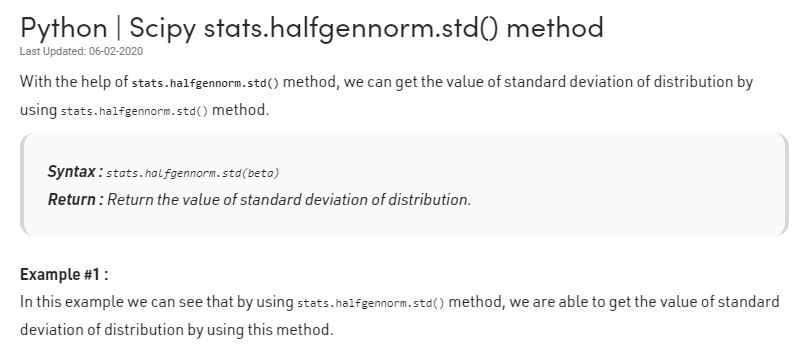 Python | Scipy stats.halfgennorm.std() method
Last Updated: 06-02-2020
With the help of stats.halfgennorm.std() method, we can get the value of standard deviation of distribution by
using stats.halfgennorm.std() method.
Syntax : stats.halfgennorm.std(beta)
Return : Return the value of standard deviation of distribution.
Example #1 :
In this example we can see that by using stats.halfgennorm.std() method, we are able to get the value of standard
deviation of distribution by using this method.